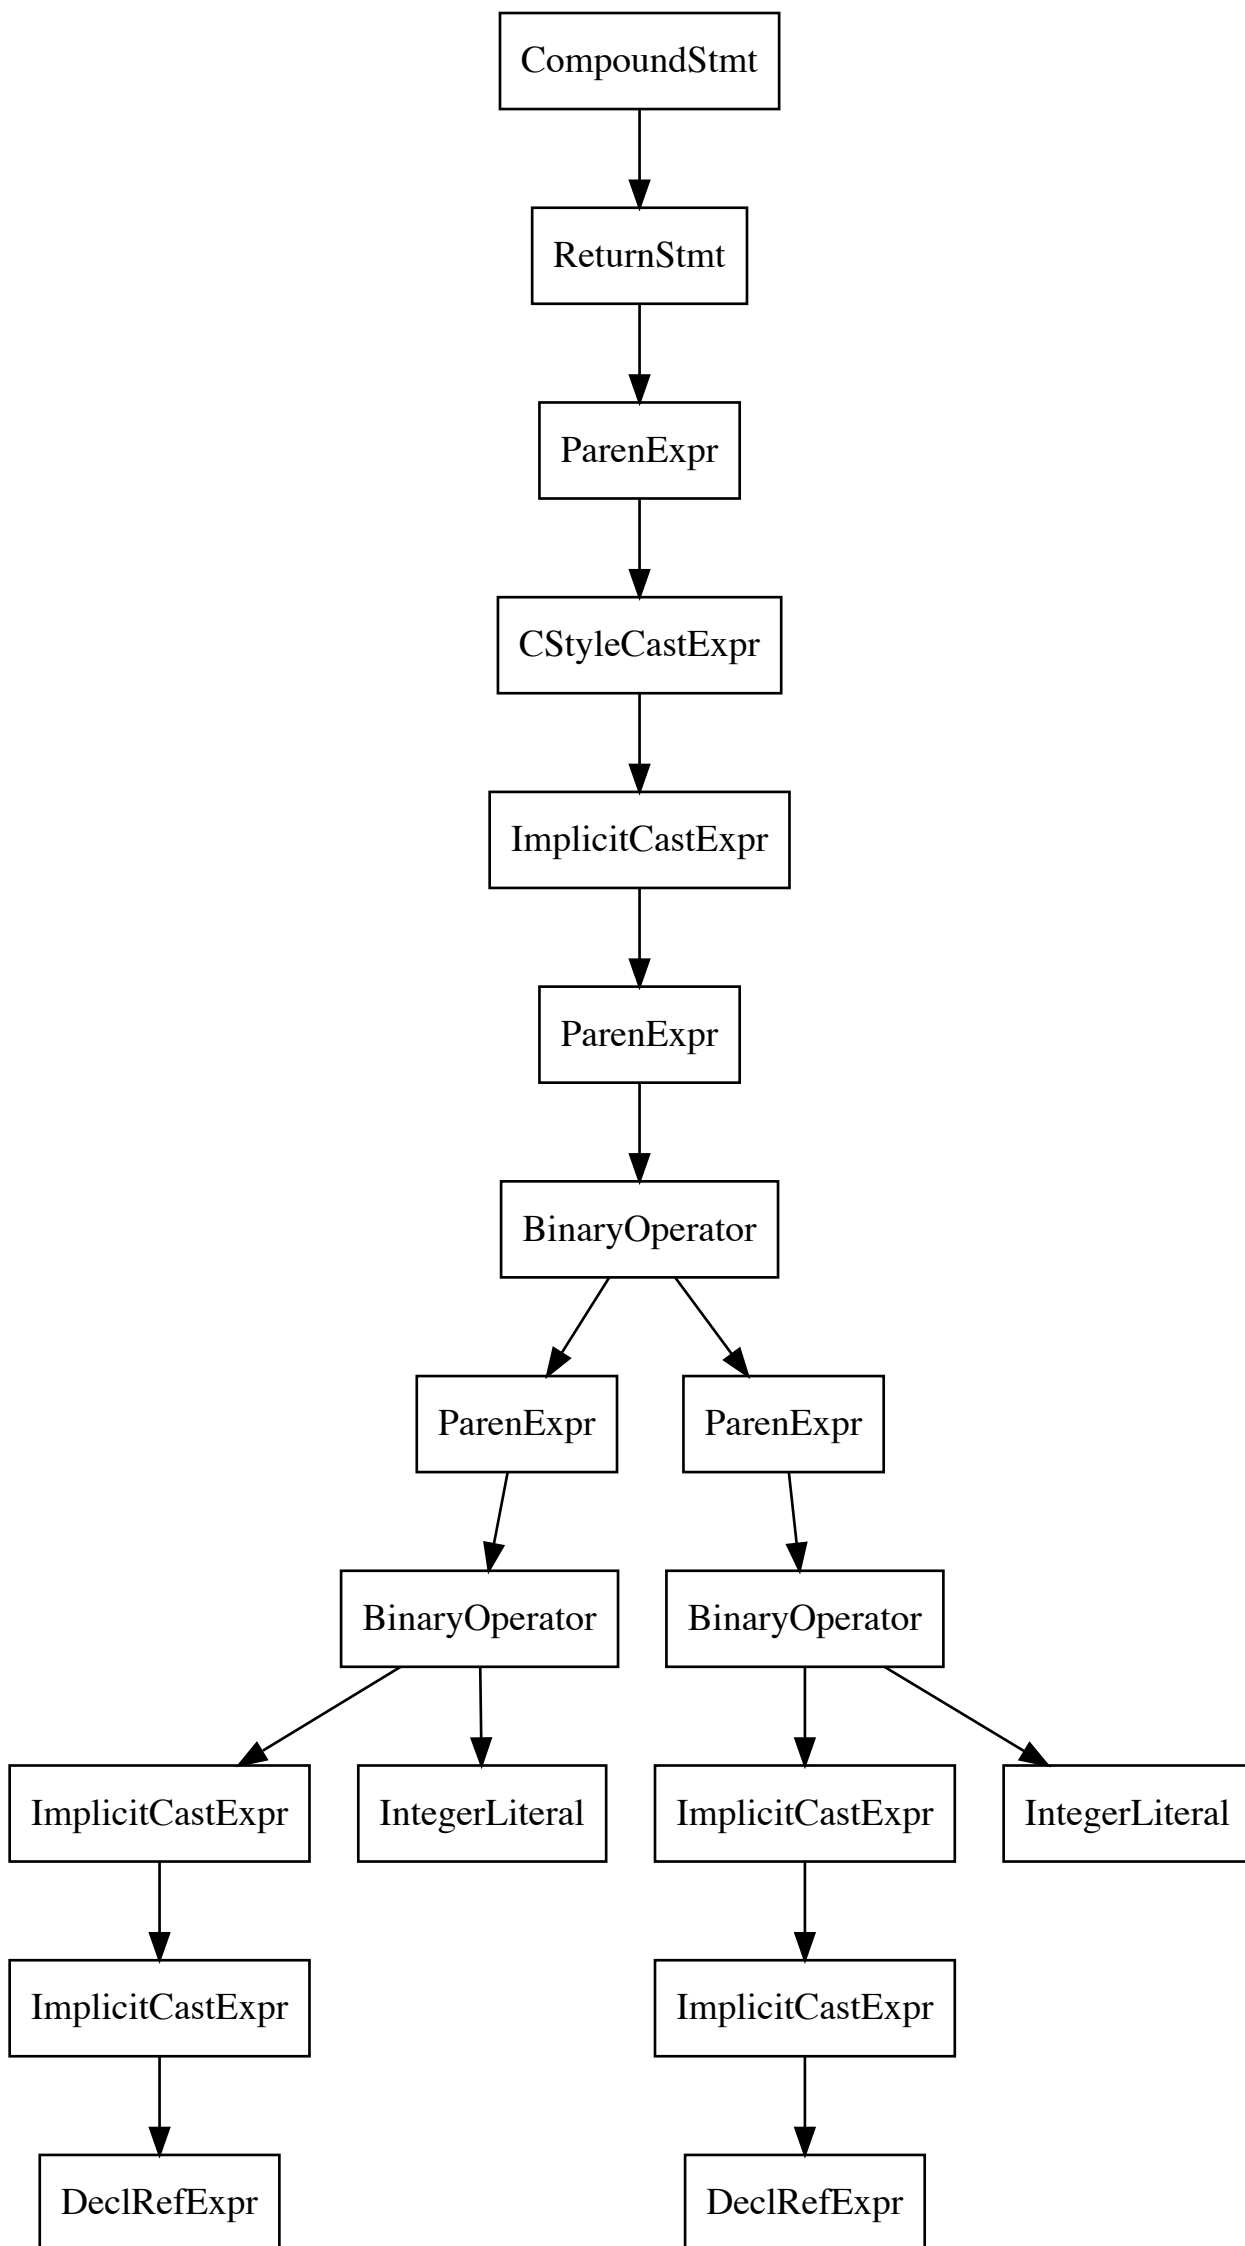 CompoundStmt
ReturnStmt
ParenExpr
CStyleCastExpr
ImplicitCastExpr
ParenExpr
BinaryOperator
ParenExpr ParenExpr
BinaryOperator BinaryOperator
ImplicitCastExpr IntegerLiteral ImplicitCastExpr IntegerLiteral
ImplicitCastExpr ImplicitCastExpr
DeclRefExpr DeclRefExpr